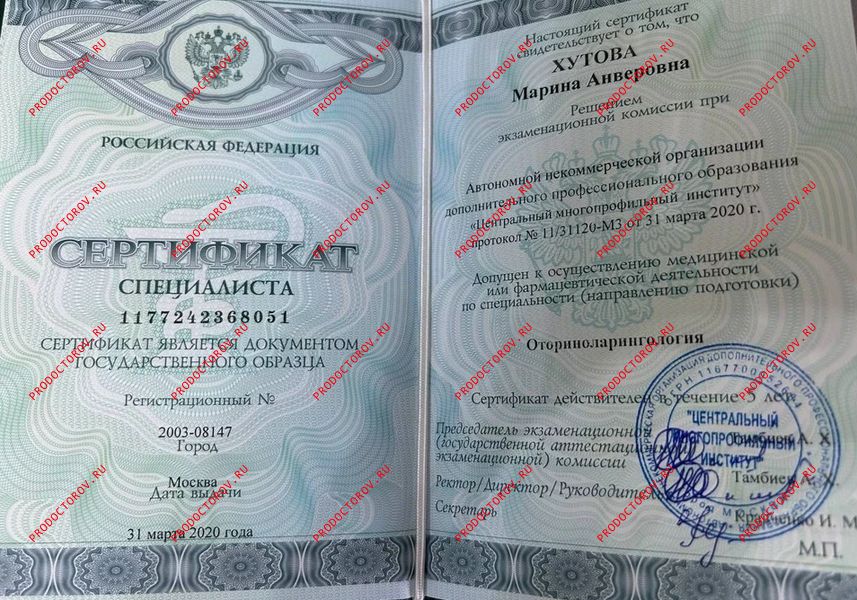 РОССИЙСКАЯ ФЕДЕРАЦИЯ
СЕРТИФИКАТ
СПЕЦИАЛИСТА
1177242368051
СЕРТИФИКАТ ЯВЛЯЕТСЯ ДОКУМЕНТОМ
ГОСУДАРСТВЕННОГО ОБРАЗЦА
Регистрационный №
2003-08147
Город
Москва
Дата выдачи
31 марта 2020 года
Настоящий сертификат
свидетельствует о том, что
ХУТОВА
Марина Анверовна
Решением
экзаменационной комиссии при
Автономной некоммерческой организации
дополнительного профессионального образования
«Центральный многопрофильный институт»
протокол № 11/31120-МЗ от 31 марта 2020 г.
Допущен к осуществлению медицинской
или фармацевтической деятельности
по специальности (направлению подготовки)
Оториноларингология
Сертификат действителен в течение 5 лет
Председатель экзаменационной
(государственной аттестационной,
экзаменационной) комиссии
А. Х.
Ректор/Директор/Руководитель
Тамбиев А. Х.
Секретарь
Кравченко И. М.
М.П.
"ЦЕНТРАЛЬНЫЙ
МНОГОПРОФИЛЬНЫЙ
ИНСТИТУТ"
PRODOCTOROV.RU